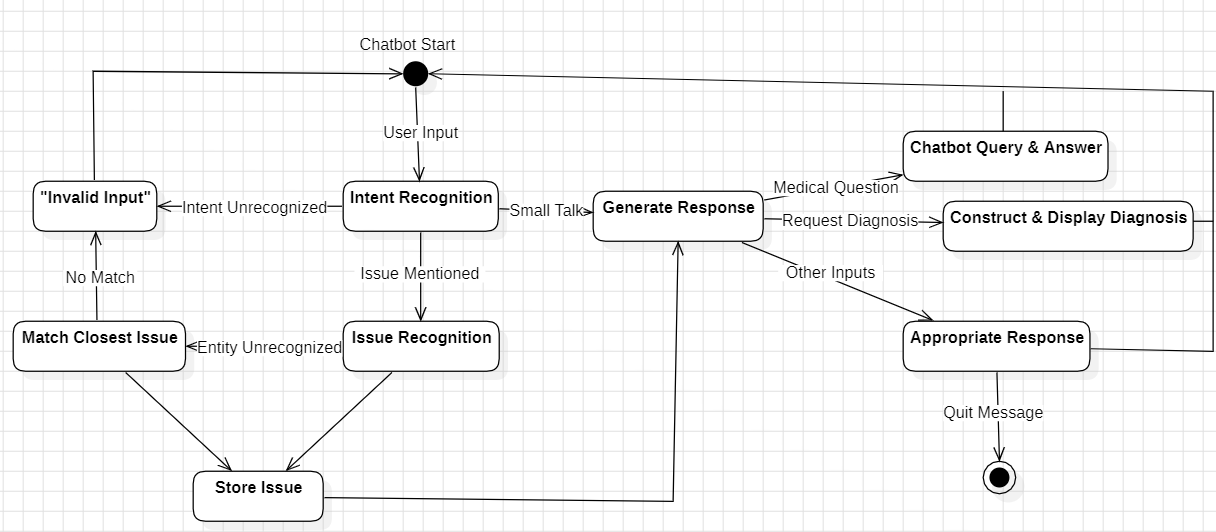 Chatbot Start
User Input
Chatbot Query & Answer
"Invalid Input"
Intent Unrecognized
Intent Recognition
Small Talk
Generate Response
Medical Question
Request Diagnosis
Construct & Display Diagnosis
No Match
Issue Mentioned
Other Inputs
Match Closest Issue
Entity Unrecognized
Issue Recognition
Appropriate Response
Quit Message
Store Issue